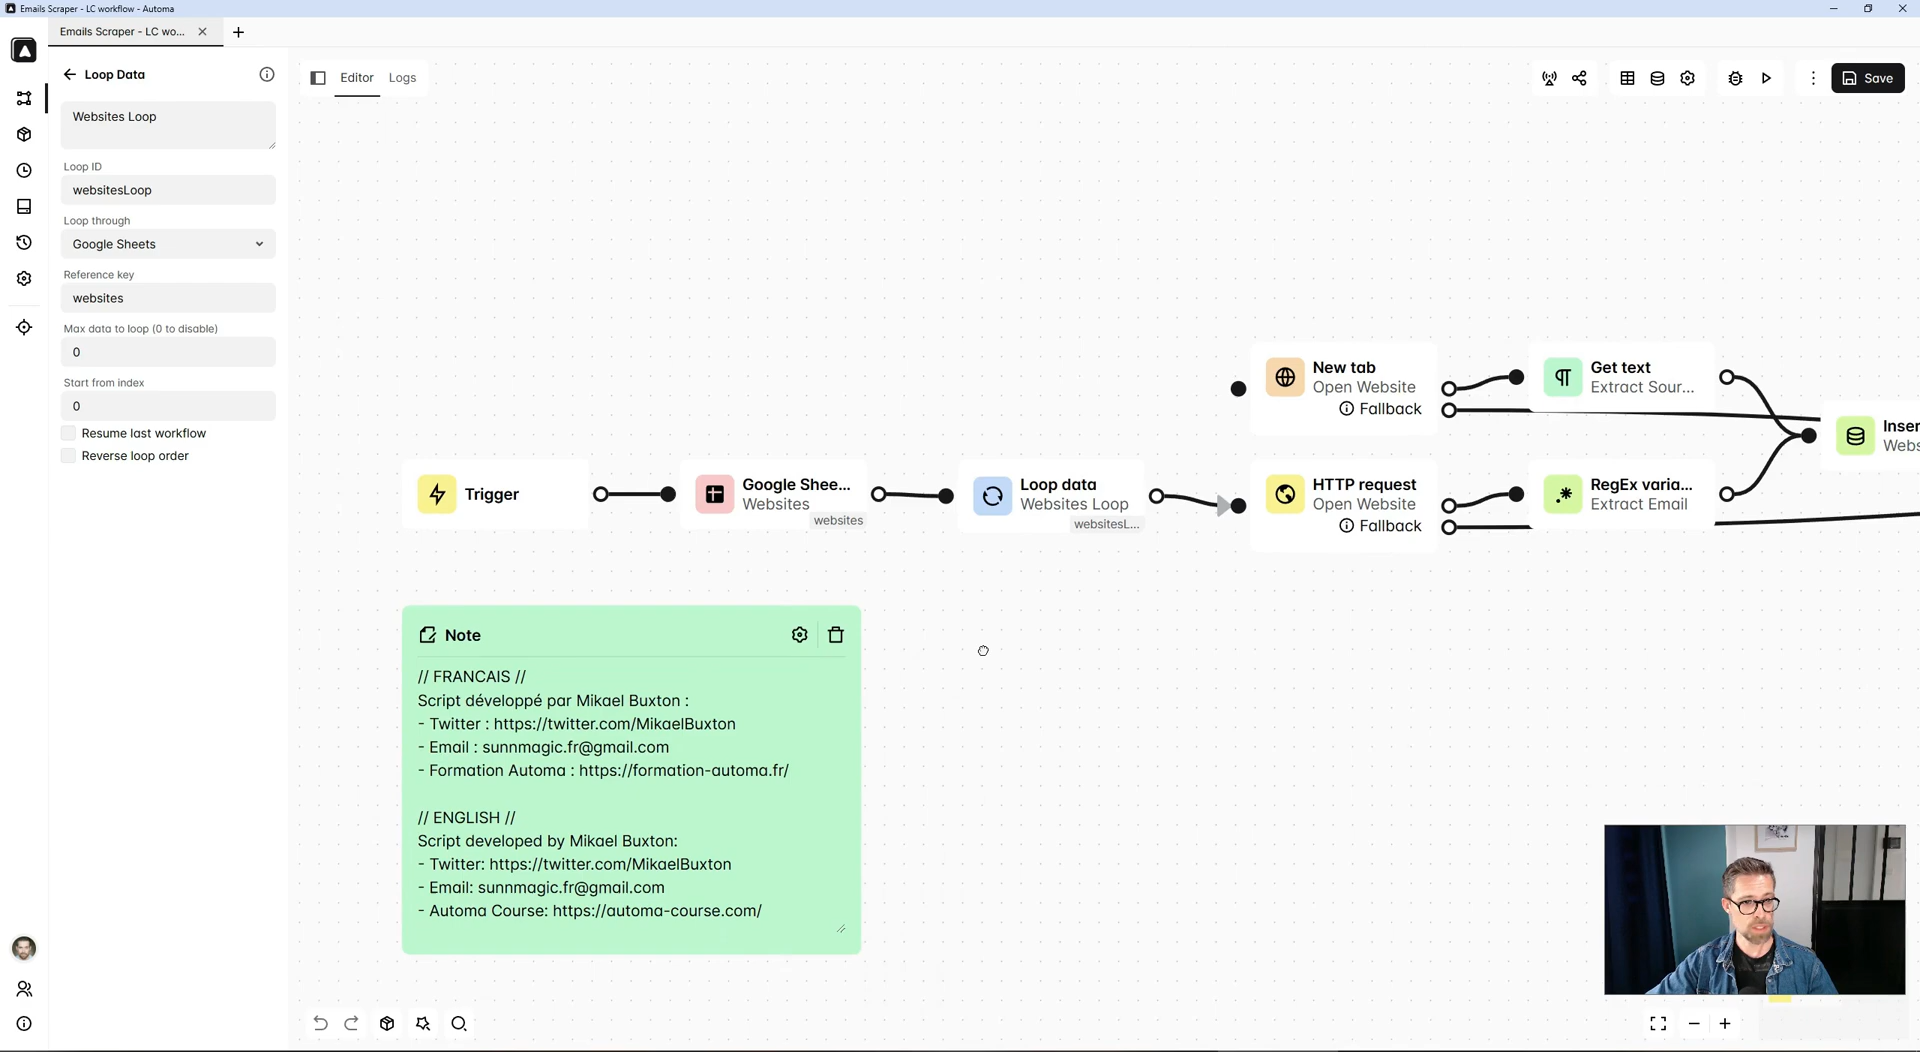 Emails Scraper - LC workflow - Automa
Emails Scraper - LC wo...
Loop Data
Websites Loop
Loop ID
websitesLoop
Loop through
Google Sheets
Reference key
websites
Max data to loop (0 to disable)
0
Start from index
0
Resume last workflow
Reverse loop order
Editor
Logs
Save
Trigger
Google Shee...
Websites
websites
Loop data
Websites Loop
websitesL...
New tab
Open Website
Fallback
Get text
Extract Sour...
HTTP request
Open Website
Fallback
RegEx varia...
Extract Email
Inser
Webs
Note
// FRANCAIS //
Script développé par Mikael Buxton :
- Twitter : https://twitter.com/MikaelBuxton
- Email : sunnmagic.fr@gmail.com
- Formation Automa : https://formation-automa.fr/
// ENGLISH //
Script developed by Mikael Buxton:
- Twitter: https://twitter.com/MikaelBuxton
- Email: sunnmagic.fr@gmail.com
- Automa Course: https://automa-course.com/